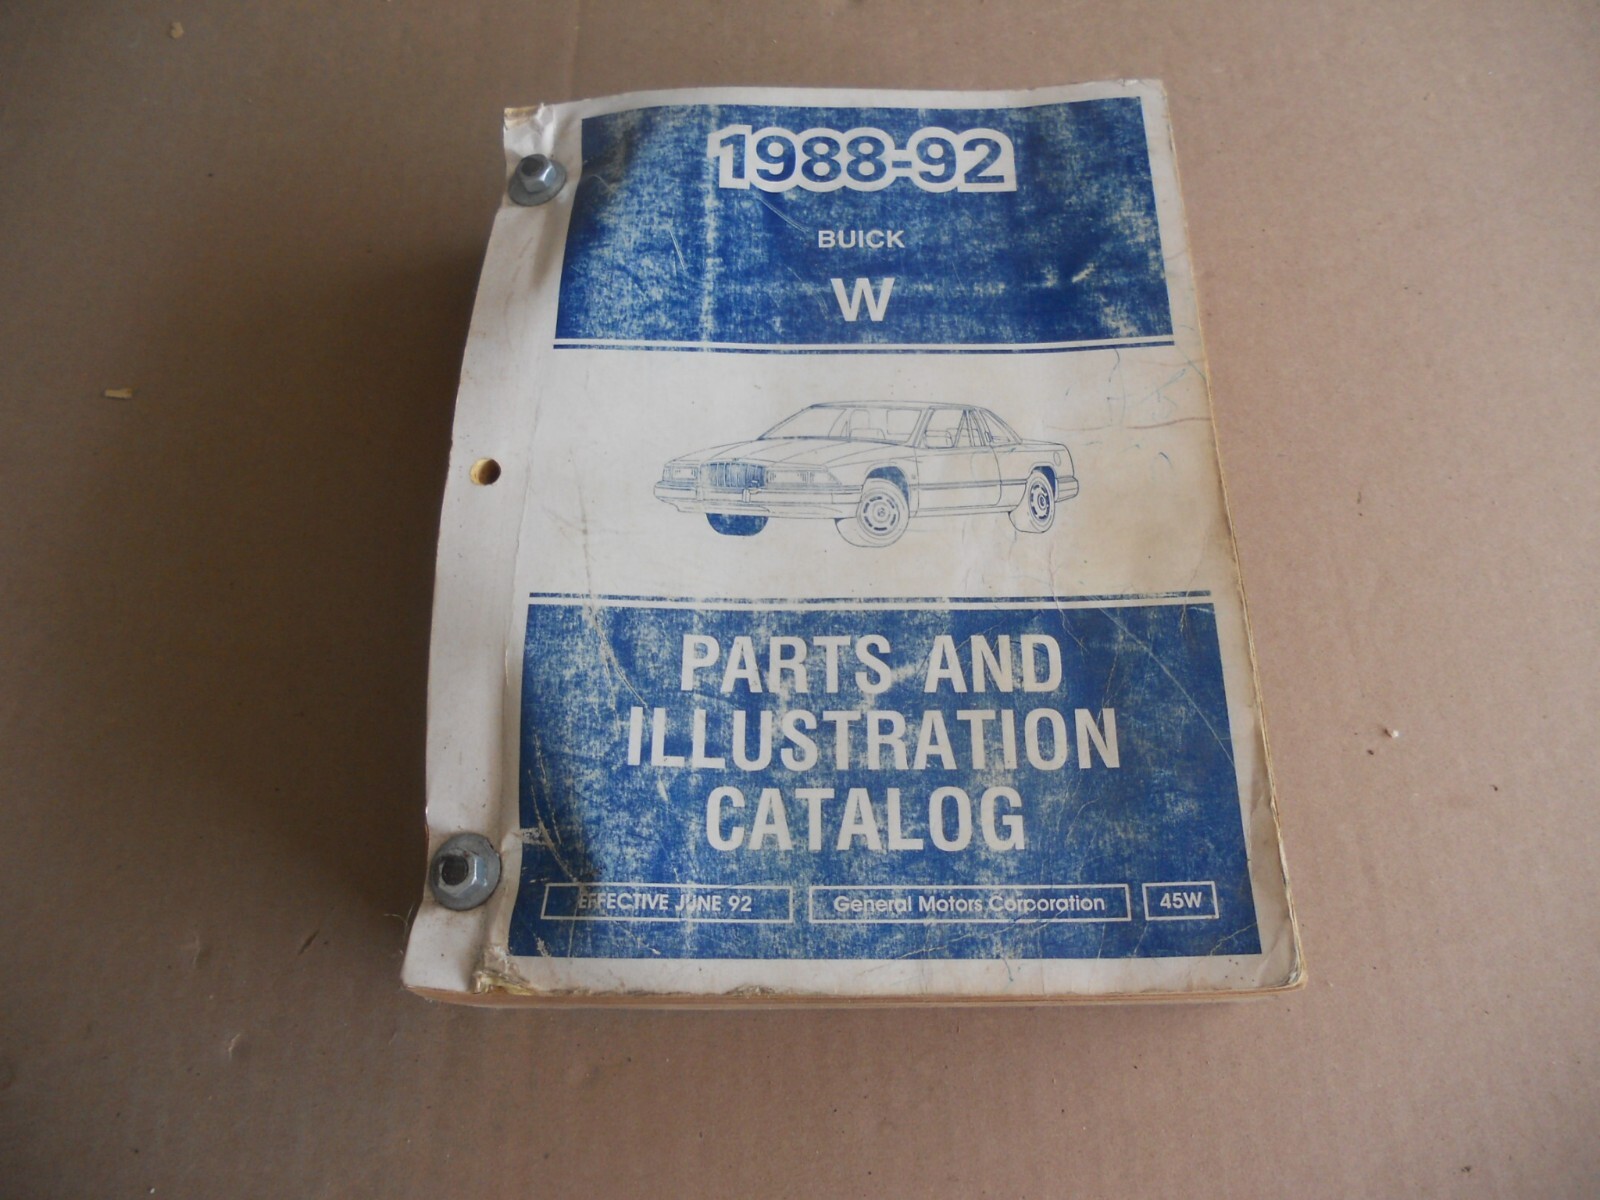 1988-92
BUICK
W
PARTS AND
ILLUSTRATION
CATALOG
EFFECTIVE JUNE 92
General Motors Corporation
45W